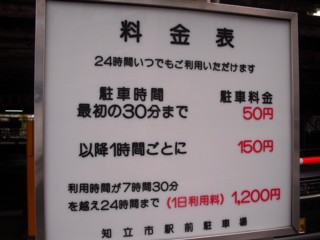 料金表
24時間いつでもご利用いただけます
駐車時間 駐車料金
最初の30分まで 50円
以降1時間ごとに 150円
利用時間が7時間30分
を越え24時間まで (1日利用料) 1,200円
知立市駅前駐車場